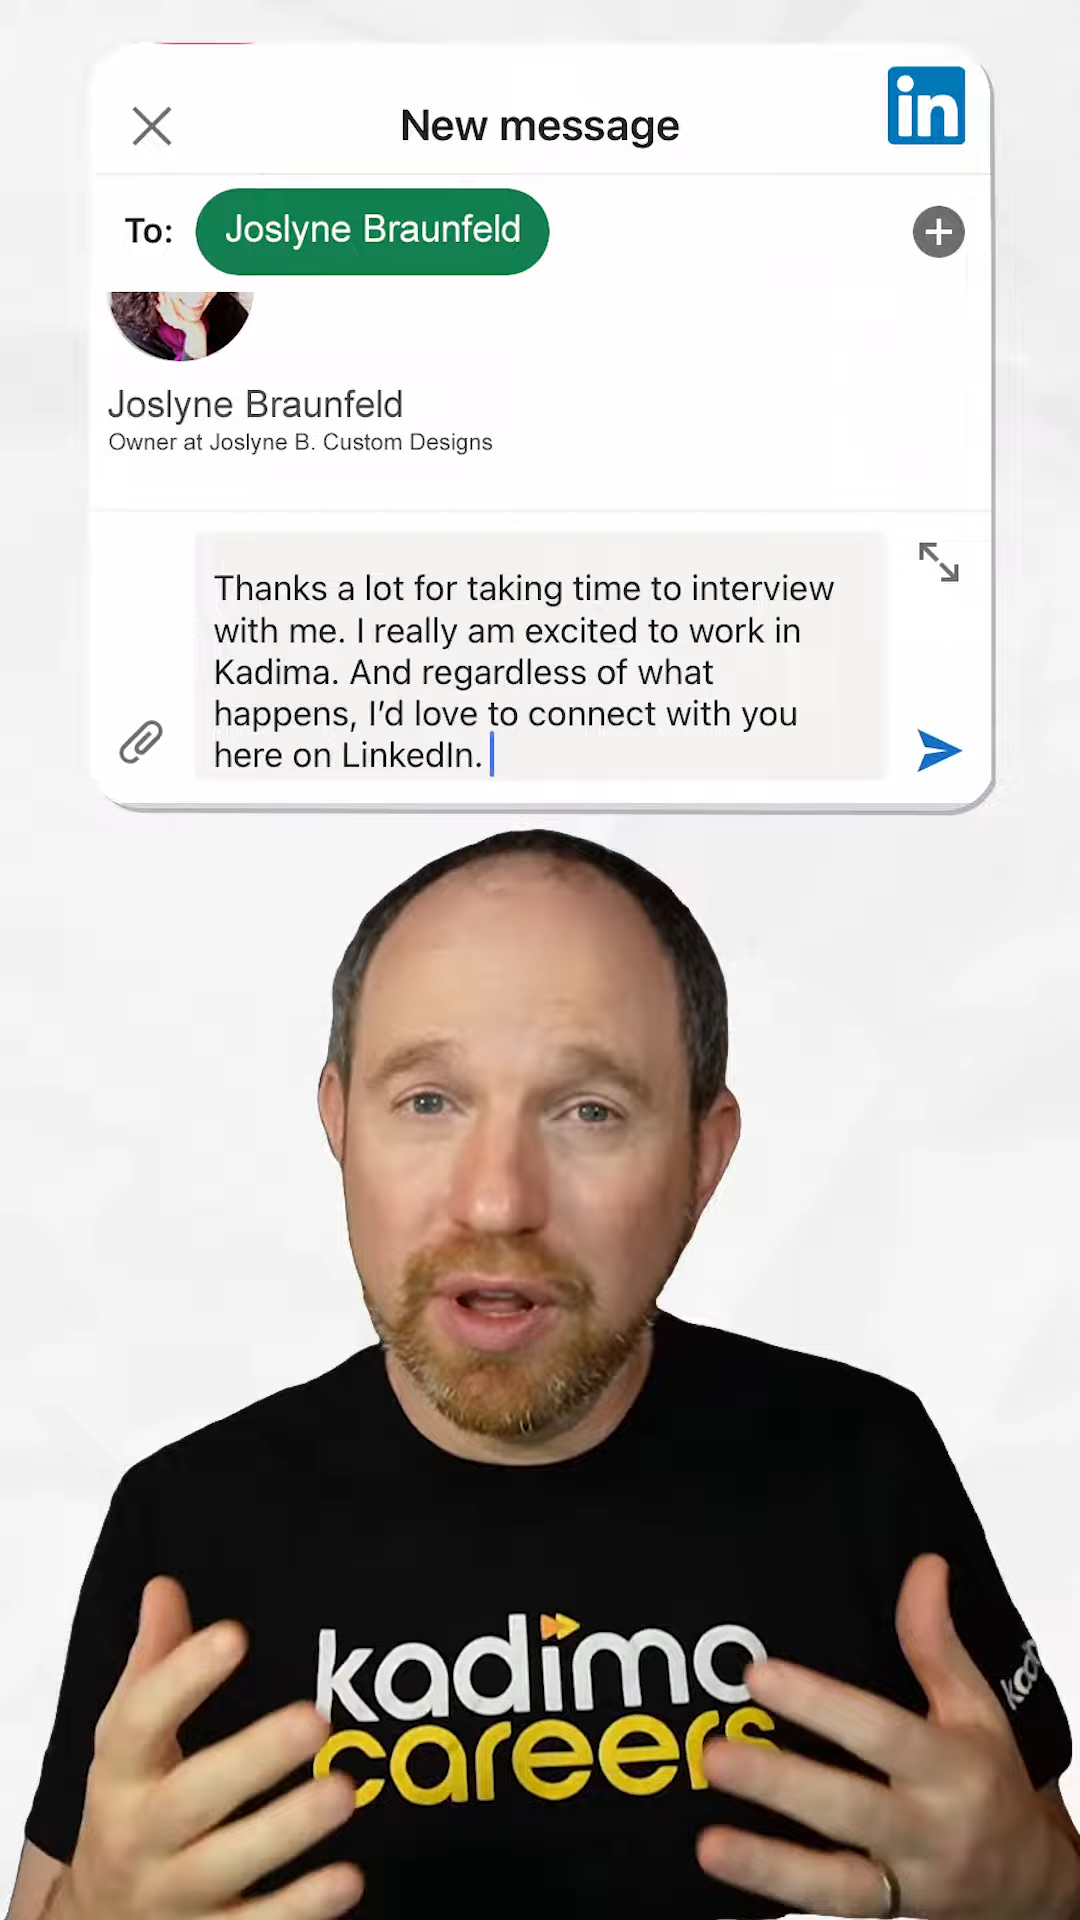 New message
in
To: Joslyne Braunfeld
Joslyne Braunfeld
Owner at Joslyne B. Custom Designs
Thanks a lot for taking time to interview
with me. I really am excited to work in
Kadima. And regardless of what
happens, I'd love to connect with you
here on LinkedIn.
kadima
careers